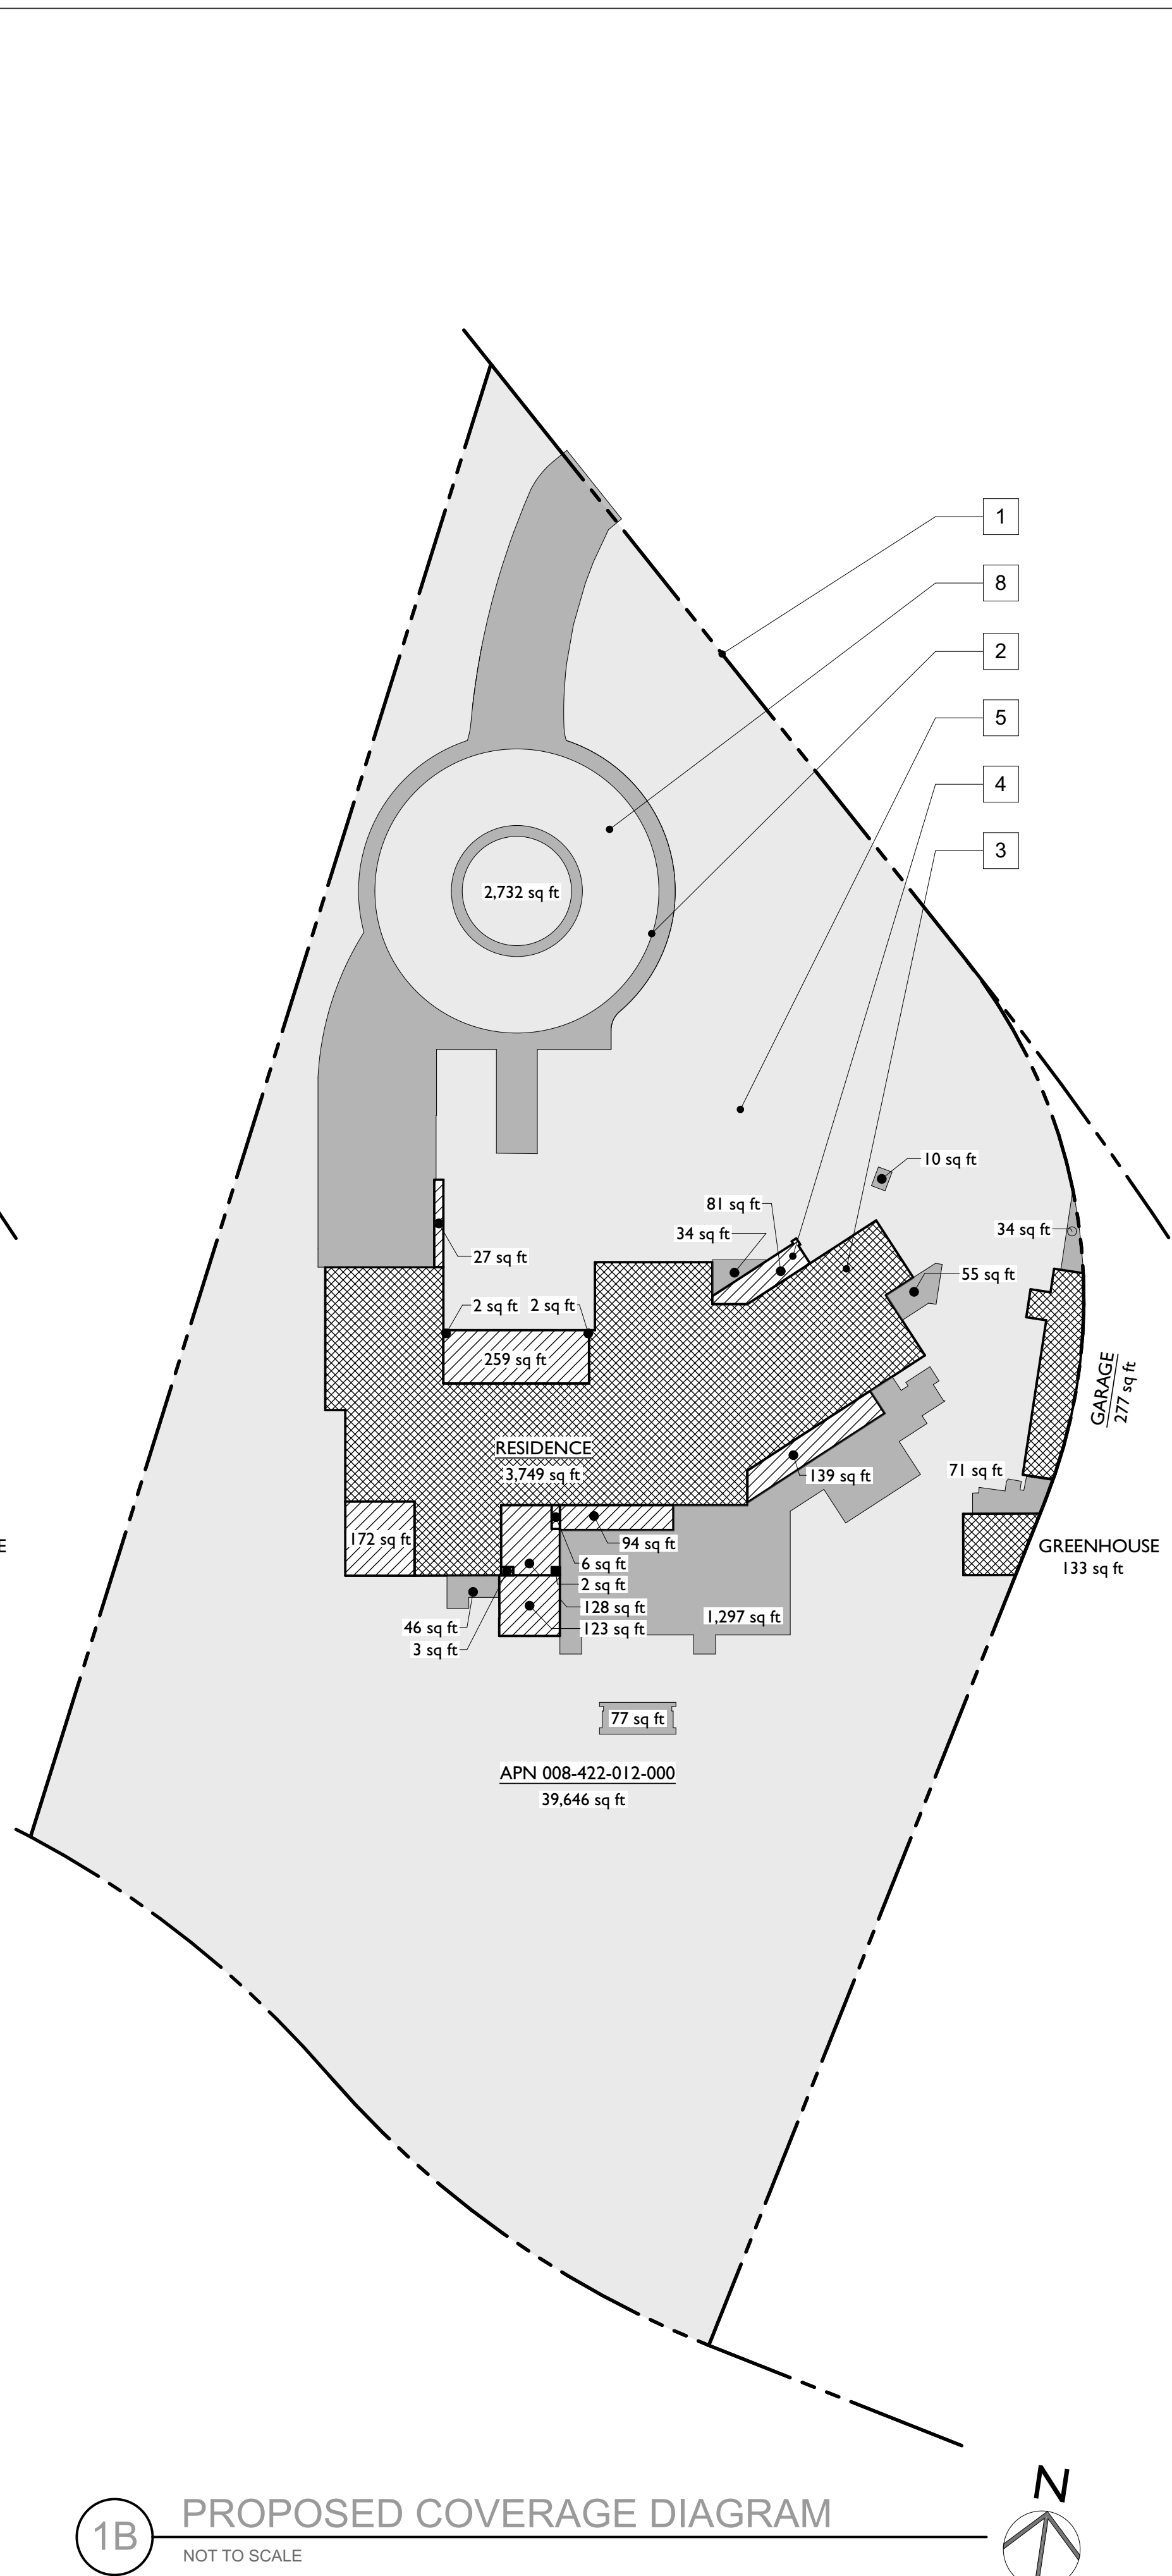 1
8
2
5
4
3
2,732 sq ft
10 sq ft
81 sq ft
34 sq ft
34 sq ft
27 sq ft
55 sq ft
2 sq ft
2 sq ft
259 sq ft
GARAGE
277 sq ft
RESIDENCE
3,749 sq ft
139 sq ft
71 sq ft
172 sq ft
94 sq ft
E
GREENHOUSE
133 sq ft
6 sq ft
2 sq ft
128 sq ft
123 sq ft
46 sq ft
3 sq ft
1,297 sq ft
77 sq ft
APN 008-422-012-000
39,646 sq ft
N
1B
PROPOSED COVERAGE DIAGRAM
NOT TO SCALE